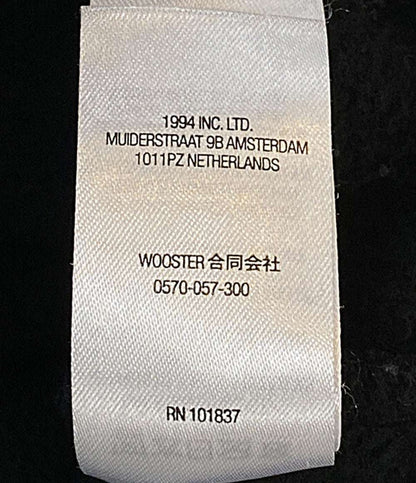 1994 INC. LTD.
MUIDERSTRAAT 9B AMSTERDAM
1011PZ NETHERLANDS
WOOSTER 合同会社
0570-057-300
RN 101837